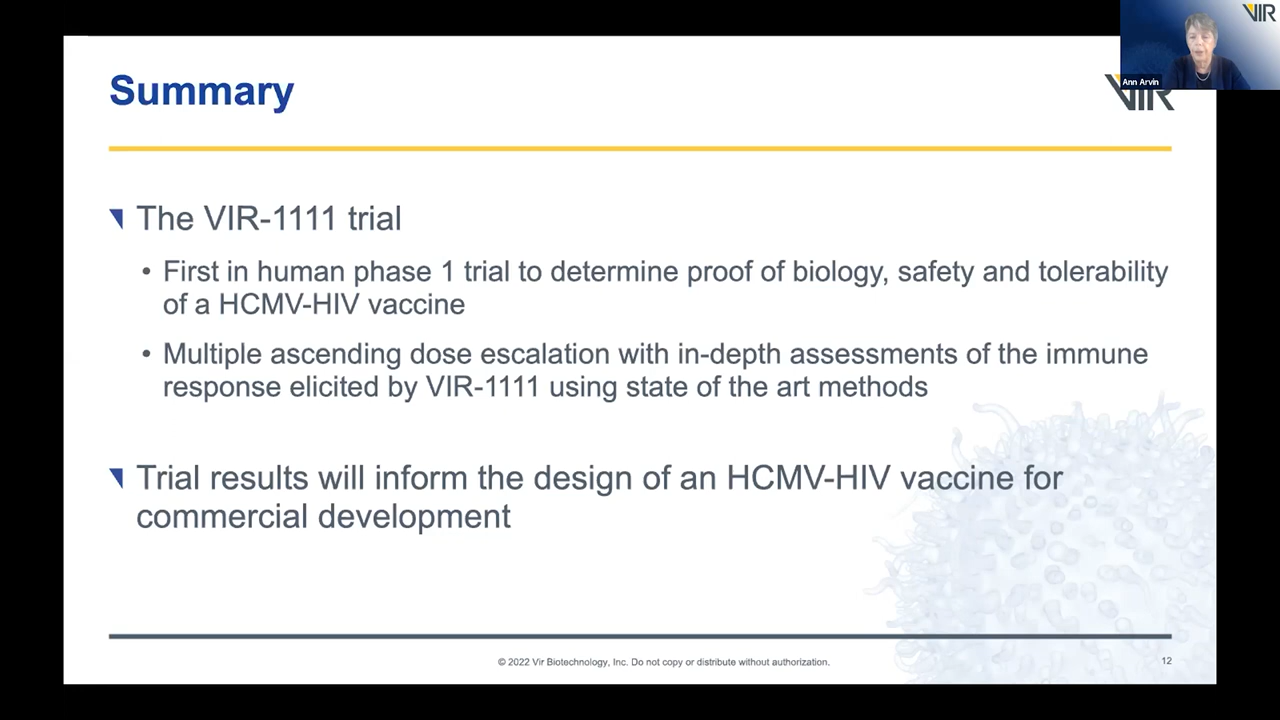 VIR
Ann Arvin
Summary
VIR
The VIR-1111 trial
• First in human phase 1 trial to determine proof of biology, safety and tolerability
of a HCMV-HIV vaccine
• Multiple ascending dose escalation with in-depth assessments of the immune
response elicited by VIR-1111 using state of the art methods
Trial results will inform the design of an HCMV-HIV vaccine for
commercial development
© 2022 Vir Biotechnology, Inc. Do not copy or distribute without authorization.
12